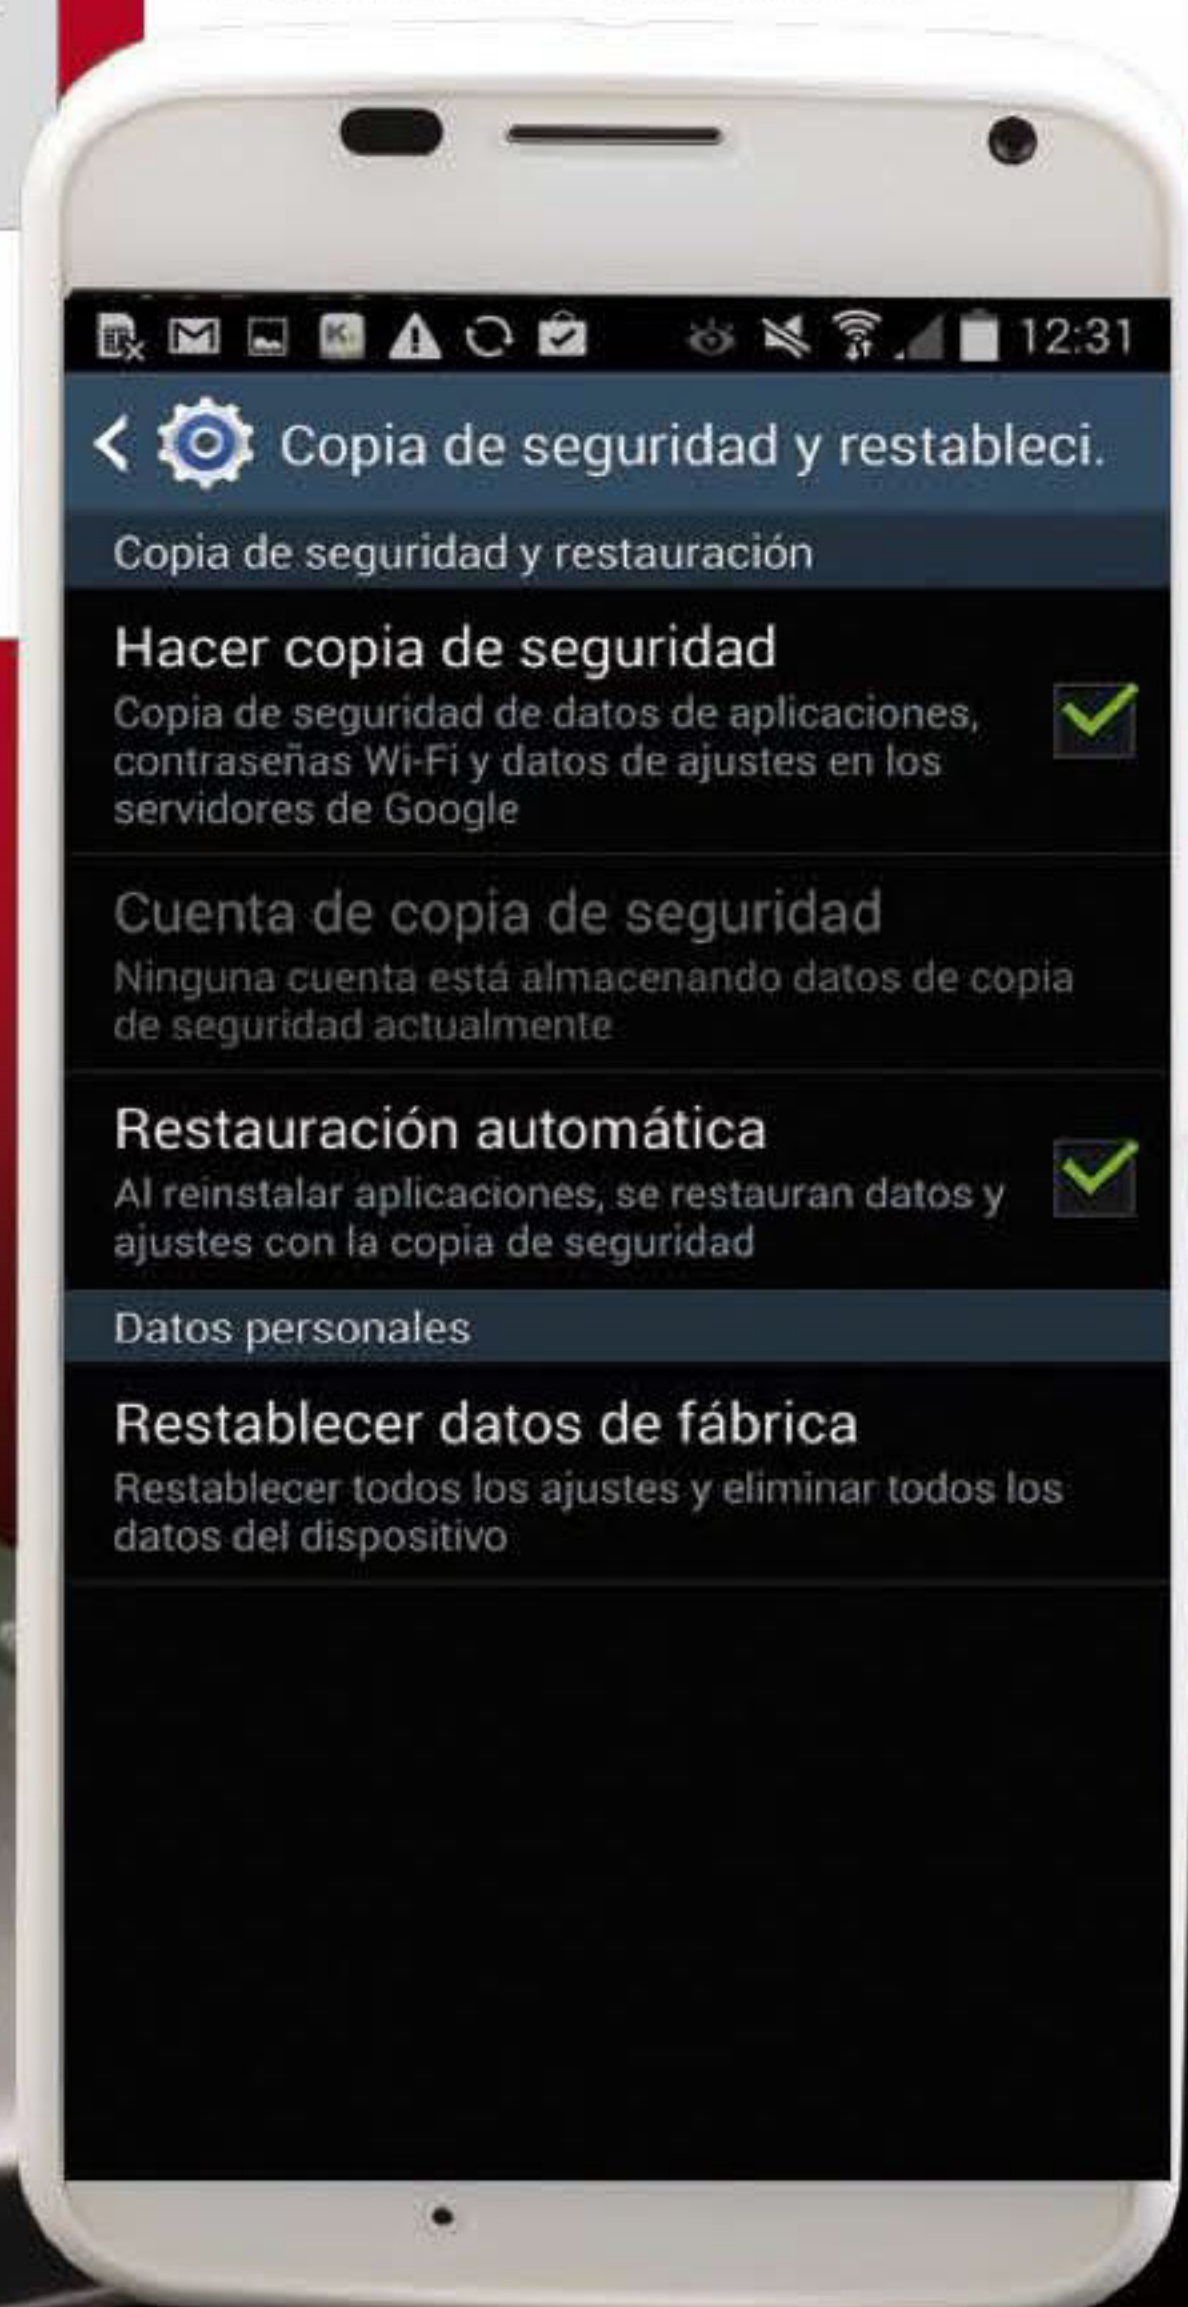 12:31
Copia de seguridad y restableci.
Copia de seguridad y restauración
Hacer copia de seguridad
Copia de seguridad de datos de aplicaciones,
contraseñas Wi-Fi y datos de ajustes en los
servidores de Google
Cuenta de copia de seguridad
Ninguna cuenta está almacenando datos de copia
de seguridad actualmente
Restauración automática
Al reinstalar aplicaciones, se restauran datos y
ajustes con la copia de seguridad
Datos personales
Restablecer datos de fábrica
Restablecer todos los ajustes y eliminar todos los
datos del dispositivo